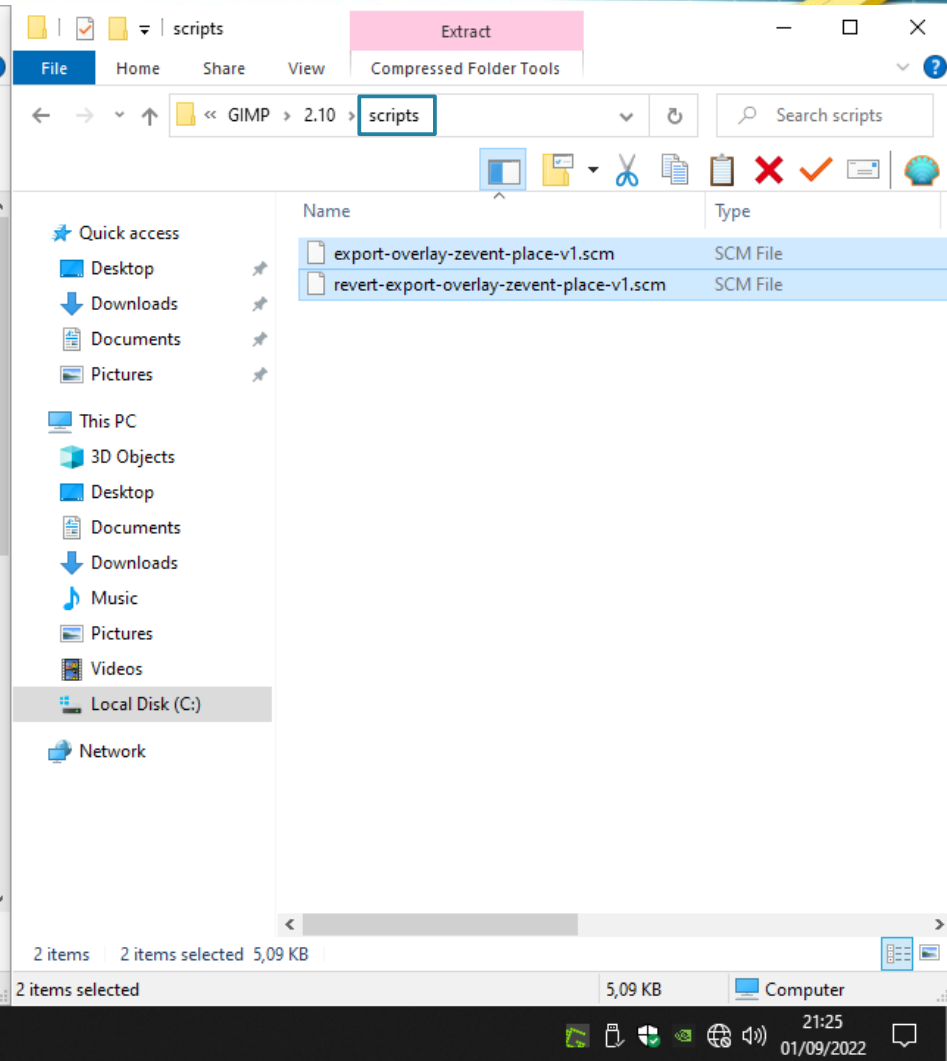 scripts
Extract
File Home Share View Compressed Folder Tools
?
« GIMP > 2.10 > scripts
Search scripts
Name Type
Quick access
export-overlay-zevent-place-v1.scm SCM File
Desktop
revert-export-overlay-zevent-place-v1.scm SCM File
Downloads
Documents
Pictures
This PC
3D Objects
Desktop
Documents
Downloads
Music
Pictures
Videos
Local Disk (C:)
Network
2 items 2 items selected 5,09 KB
2 items selected 5,09 KB Computer
21:25
01/09/2022